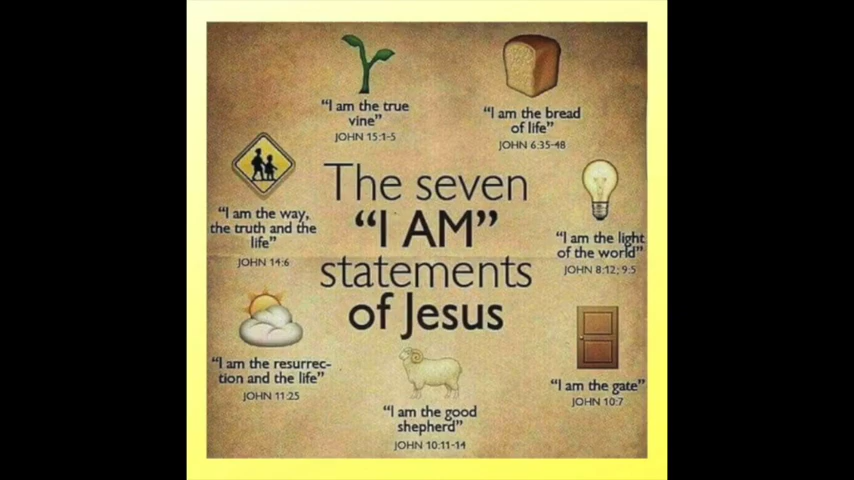 The seven
“I AM”
statements
of Jesus
“I am the true
vine”
JOHN 15:1-5
“I am the bread
of life”
JOHN 6:35-48
“I am the light
of the world”
JOHN 8:12; 9:5
“I am the gate”
JOHN 10:7
“I am the good
shepherd”
JOHN 10:11-14
“I am the resurrec-
tion and the life”
JOHN 11:25
“I am the way,
the truth and the
life”
JOHN 14:6